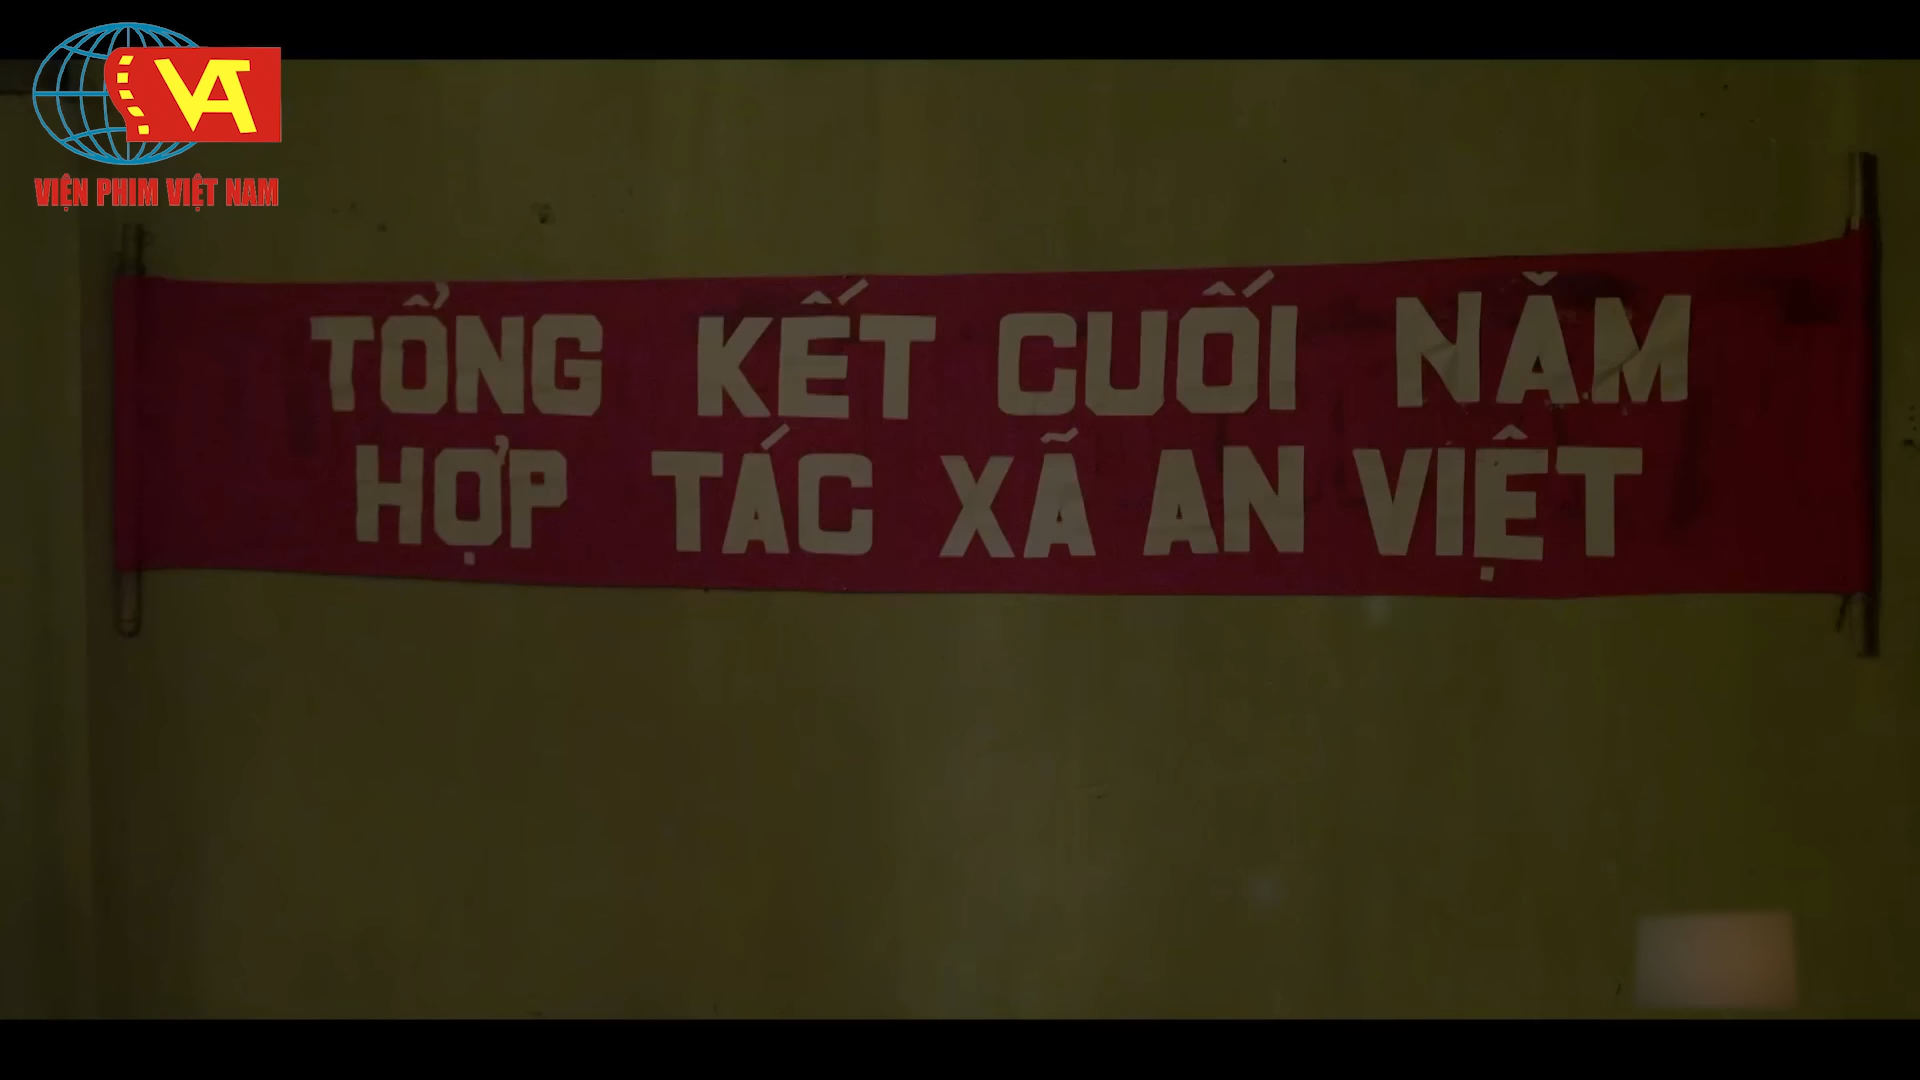 VIỆN PHIM VIỆT NAM
TỔNG KẾT CUỐI NĂM
HỢP TÁC XÃ AN VIỆT